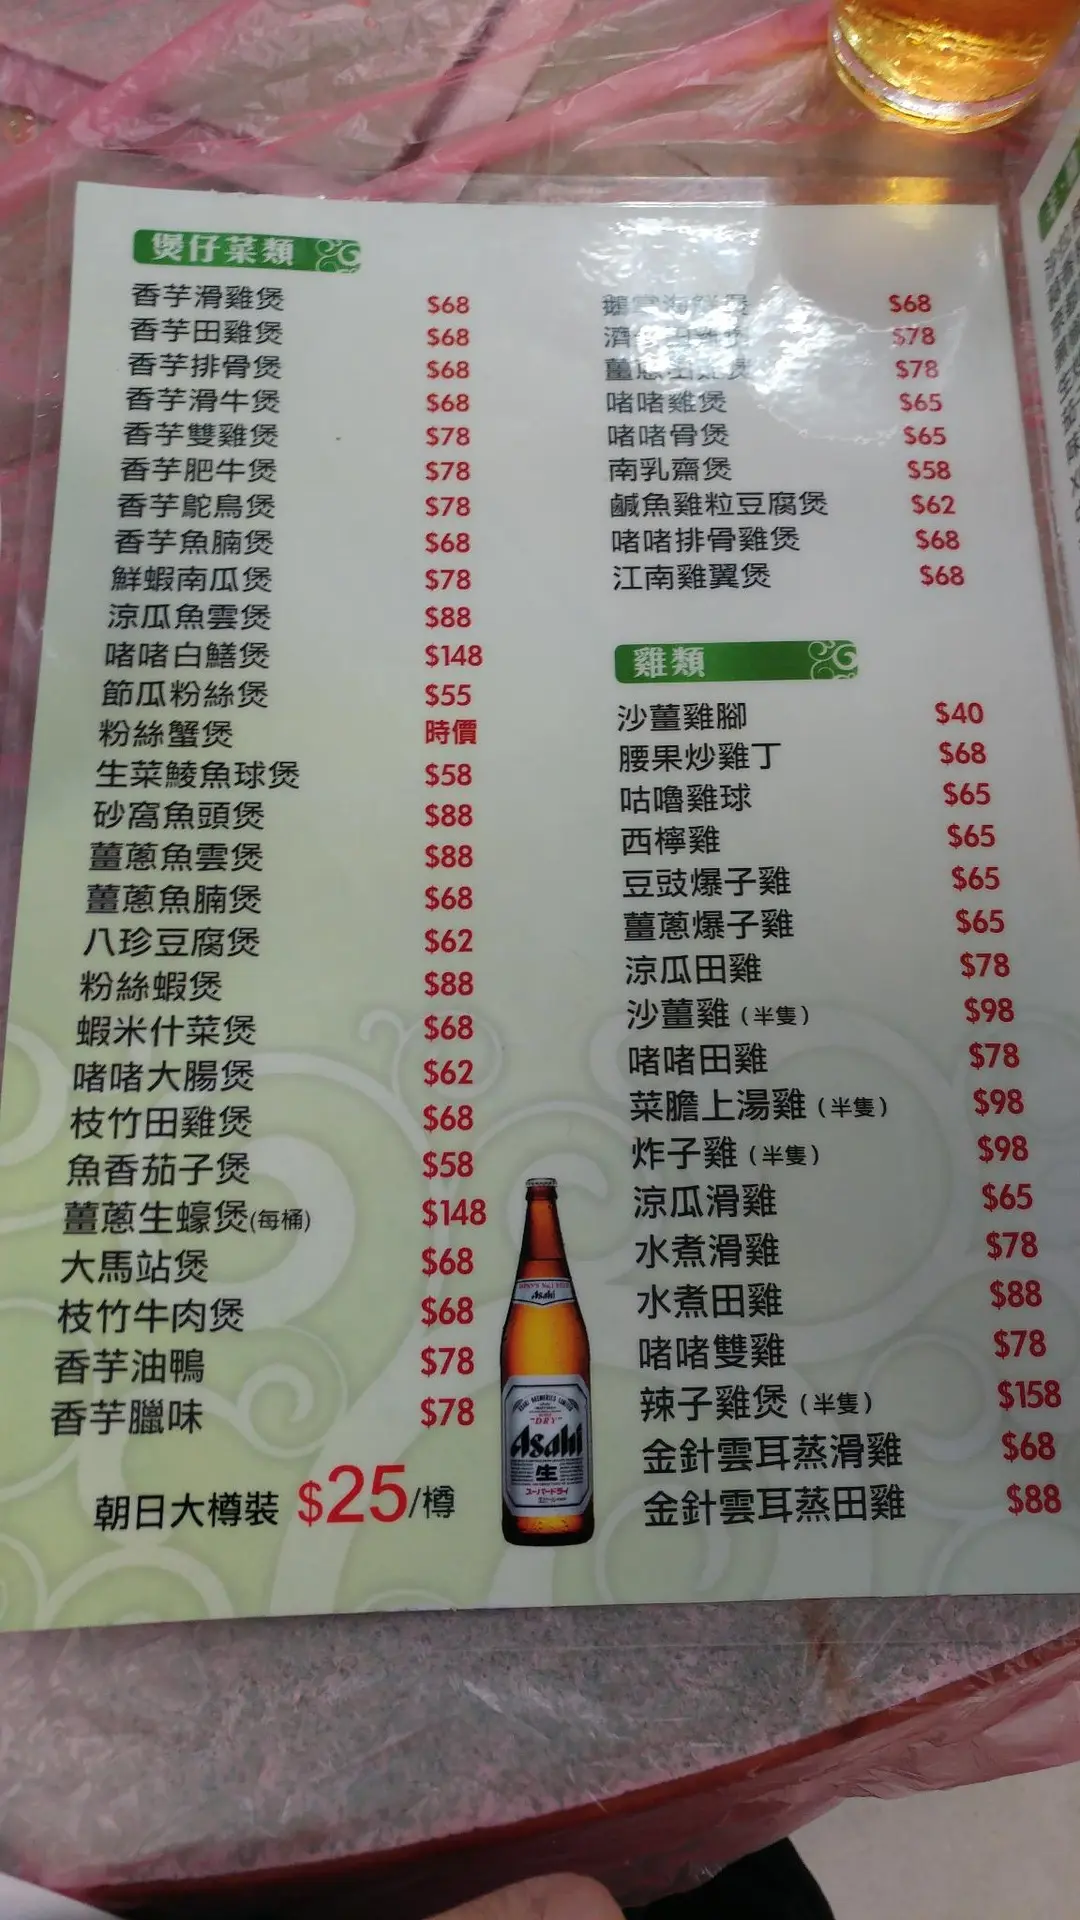 煲仔菜類
香芋滑雞煲 $68
香芋田雞煲 $68
香芋排骨煲 $68
香芋滑牛煲 $68
香芋雙雞煲 $78
香芋肥牛煲 $78
香芋鴕鳥煲 $78
香芋魚腩煲 $68
鮮蝦南瓜煲 $78
涼瓜魚雲煲 $88
啫啫白鱔煲 $148
節瓜粉絲煲 $55
粉絲蟹煲 時價
生菜鯪魚球煲 $58
砂窩魚頭煲 $88
薑蔥魚雲煲 $88
薑蔥魚腩煲 $68
八珍豆腐煲 $62
粉絲蝦煲 $88
蝦米什菜煲 $68
啫啫大腸煲 $62
枝竹田雞煲 $68
魚香茄子煲 $58
薑蔥生蠔煲(每桶) $148
大馬站煲 $68
枝竹牛肉煲 $68
香芋油鴨 $78
香芋臘味 $78
朝日大樽裝 $25/樽
$68
$78
$78
啫啫雞煲 $65
啫啫骨煲 $65
南乳齋煲 $58
鹹魚雞粒豆腐煲 $62
啫啫排骨雞煲 $68
江南雞翼煲 $68
雞類
沙薑雞腳 $40
腰果炒雞丁 $68
咕嚕雞球 $65
西檸雞 $65
豆豉爆子雞 $65
薑蔥爆子雞 $65
涼瓜田雞 $78
沙薑雞（半隻） $98
啫啫田雞 $78
菜膽上湯雞（半隻） $98
炸子雞（半隻） $98
涼瓜滑雞 $65
水煮滑雞 $78
水煮田雞 $88
啫啫雙雞 $78
辣子雞煲（半隻） $158
金針雲耳蒸滑雞 $68
金針雲耳蒸田雞 $88
Asahi
"DRY"
Asahi
生
スーパードライ